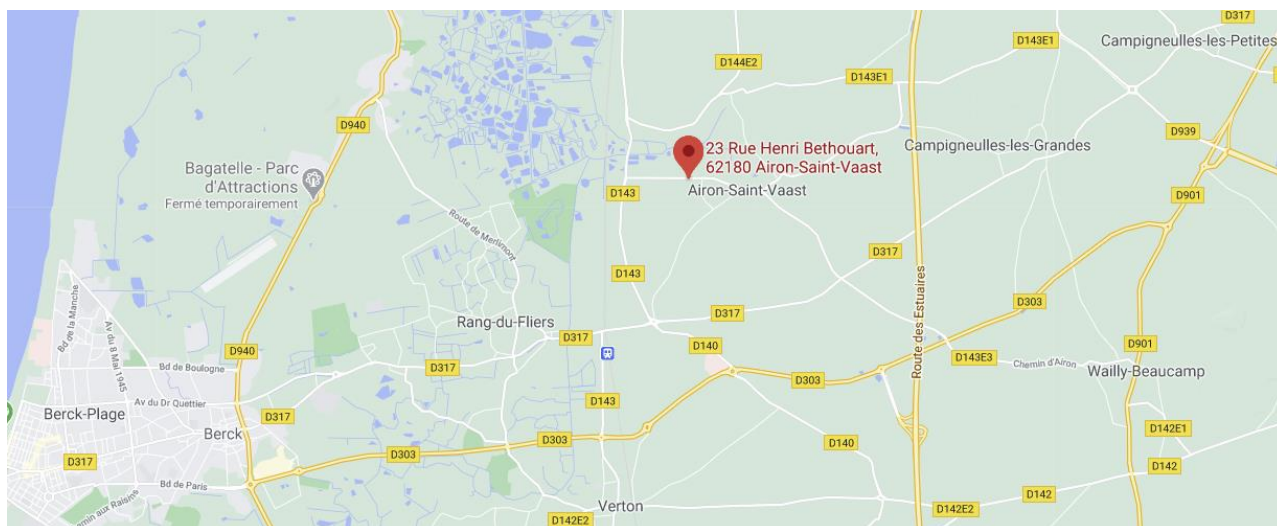 D317
D143E1
Campigneulles-les-Petites
D144E2
D143E1
D940
D939
23 Rue Henri Bethouart,
62180 Airon-Saint-Vaast
Campigneulles-les-Grandes
Bagatelle - Parc
d'Attractions
Fermé temporairement
Airon-Saint-Vaast
D143
D901
Route de Merlimont
D317
D143
Bd de la Manche
Av du 8 Mai 1945
Route des Estuaires
D303
D317
Rang-du-Fliers
D317
D940
D140
D901
D143E3
Chemin d'Airon
Bd de Boulogne
D317
D303
Wailly-Beaucamp
Av du Dr Quettier
D143
Berck-Plage
D317
Berck
D142E1
D303
D140
D303
D317
D142
Bd de Paris
D142
Verton
D142E2
D142E2